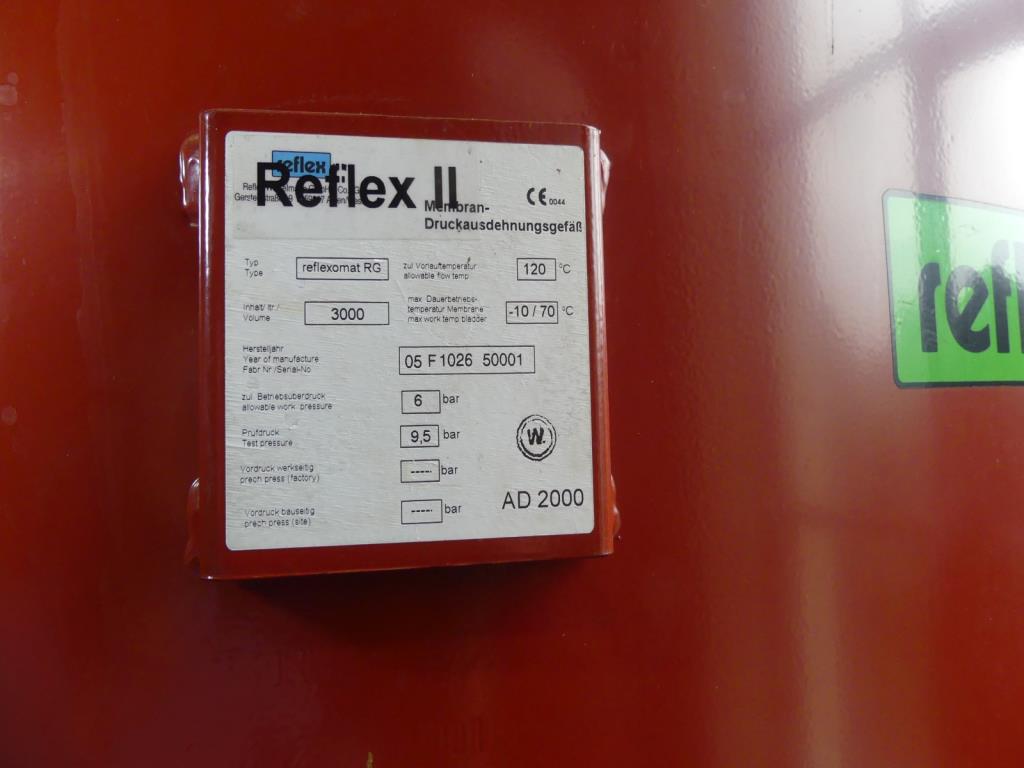 reflex
Reflex II
CE 0044
Membran-
Druckausdehnungsgefäß
Typ
Type
reflexomat RG
zul Vorlauftemperatur
allowable flow temp
120 °C
Inhalt/ ltr./
Volume
3000
max Dauerbetriebs-
temperatur Membrane
max work temp bladder
-10 / 70 °C
Herstelljahr
Year of manufacture
Fabr Nr /Serial-No
05 F 1026 50001
zul Betriebsüberdruck
allowable work pressure
6 bar
Prüfdruck
Test pressure
9,5 bar
W.
Vordruck werkseitig
prech press (factory)
----- bar
Vordruck bauseitig
prech press (site)
----- bar
AD 2000
refl